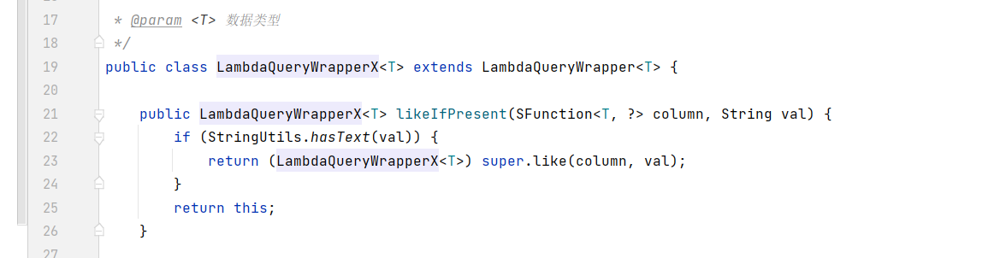 17 * @param <T> 数据类型
18 */
19 public class LambdaQueryWrapperX<T> extends LambdaQueryWrapper<T> {
20
21 public LambdaQueryWrapperX<T> likeIfPresent(SFunction<T, ?> column, String val) {
22 if (StringUtils.hasText(val)) {
23 return (LambdaQueryWrapperX<T>) super.like(column, val);
24 }
25 return this;
26 }
27